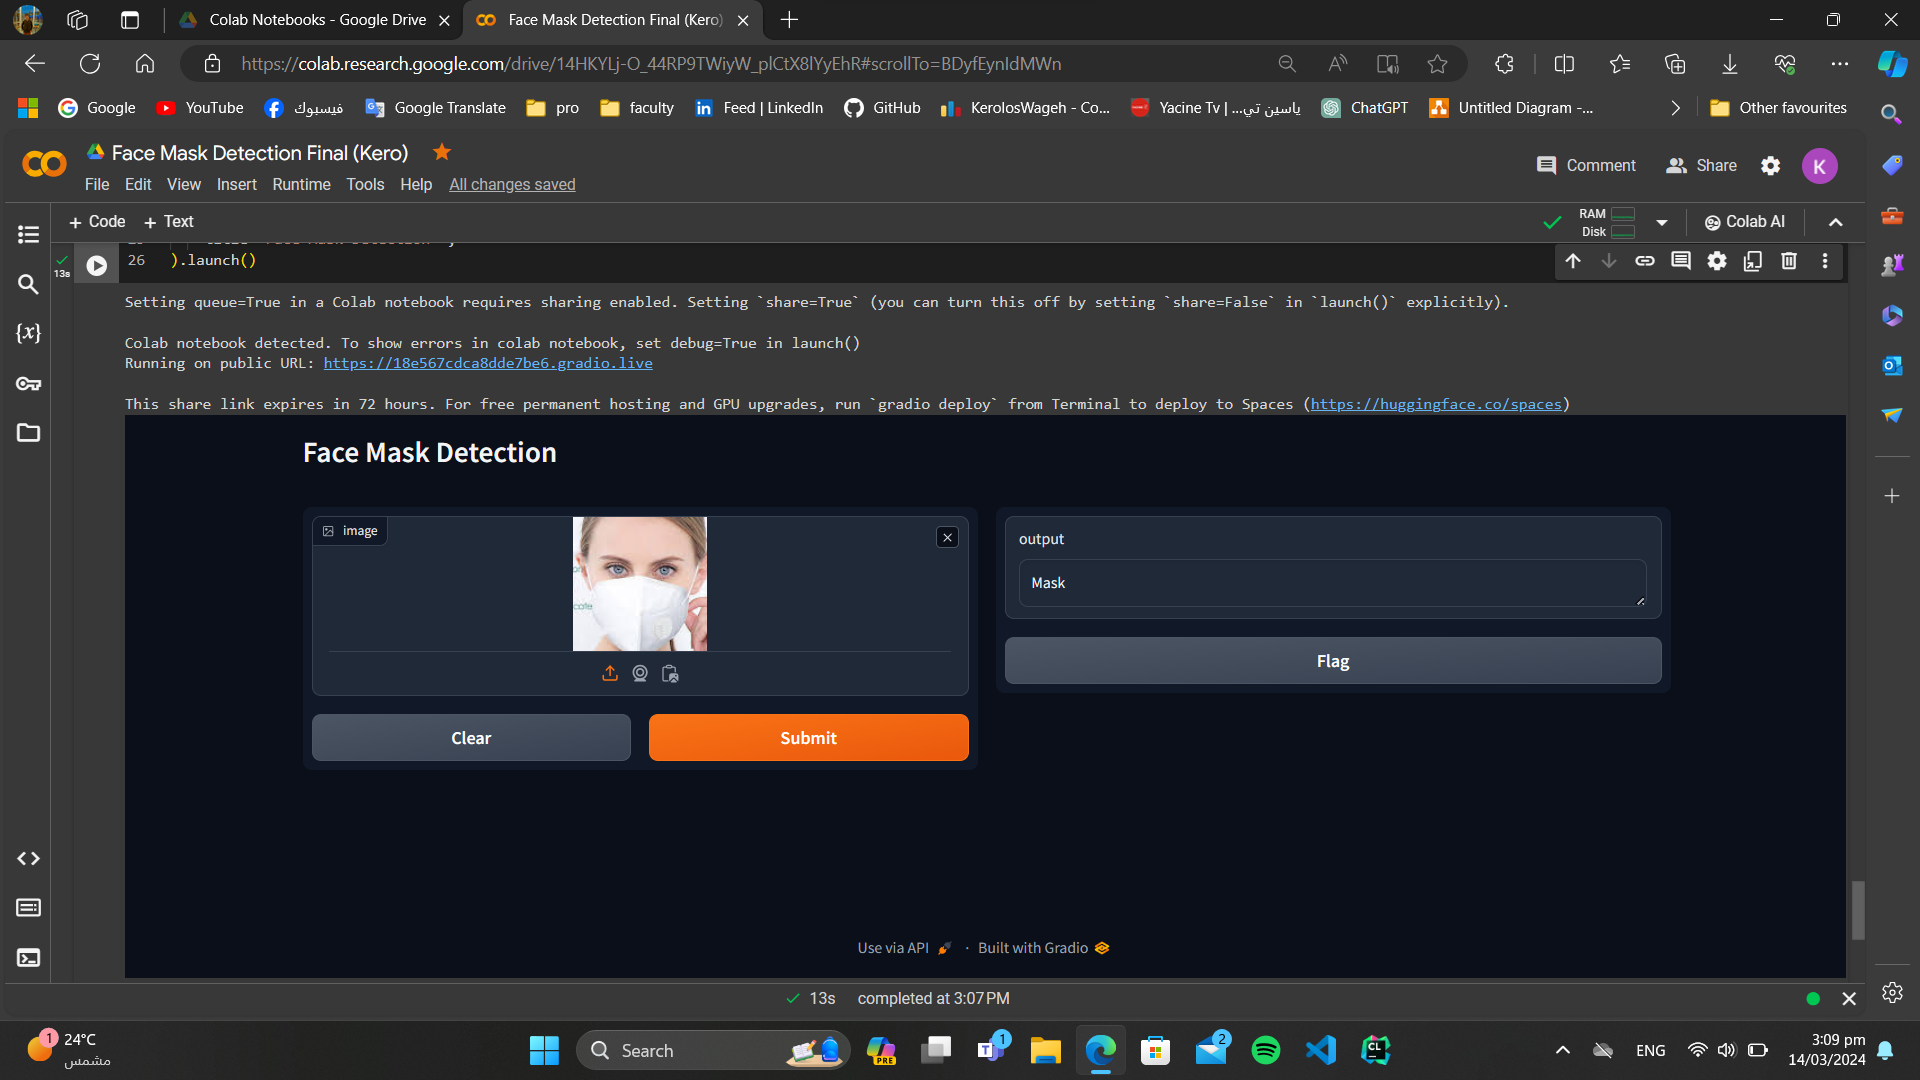 Colab Notebooks - Google Drive
Face Mask Detection Final (Kero)
https://colab.research.google.com/drive/14HKYLj-O_44RP9TWiyW_plCtX8lYyEhR#scrollTo=BDyfEynIdMWn
Google
YouTube
فيسبوك
Google Translate
pro
faculty
Feed | LinkedIn
GitHub
KerolosWageh - Co...
Yacine Tv | ...ياسين تي
ChatGPT
Untitled Diagram -...
Other favourites
Face Mask Detection Final (Kero)
Comment
Share
K
File Edit View Insert Runtime Tools Help All changes saved
+ Code + Text
RAM
Disk
Colab AI
13s
26 ).launch()
Setting queue=True in a Colab notebook requires sharing enabled. Setting `share=True` (you can turn this off by setting `share=False` in `launch()` explicitly).
Colab notebook detected. To show errors in colab notebook, set debug=True in launch()
Running on public URL: https://18e567cdca8dde7be6.gradio.live
This share link expires in 72 hours. For free permanent hosting and GPU upgrades, run `gradio deploy` from Terminal to deploy to Spaces (https://huggingface.co/spaces)
Face Mask Detection
image
output
Mask
cate
Flag
Clear
Submit
Use via API · Built with Gradio
13s completed at 3:07 PM
1
24°C
مشمس
Search
PRE
1
2
CL
ENG
3:09 pm
14/03/2024